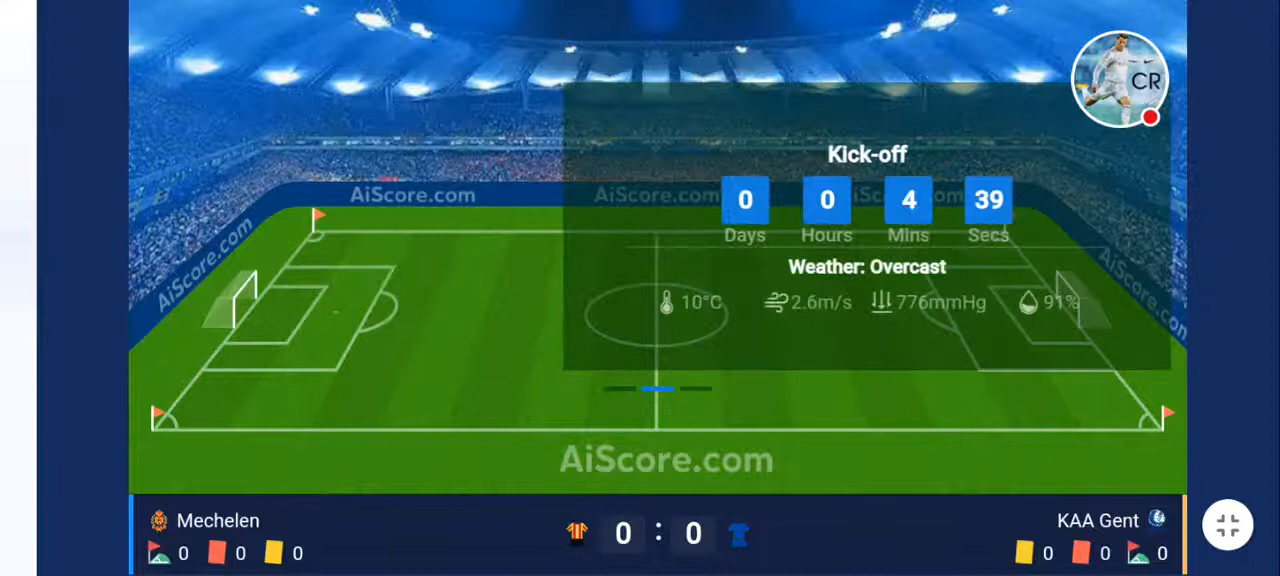 CR
Kick-off
AiScore.com
AiScore.com
0 0 4 39
Days Hours Mins Secs
AiScore.com
AiScore.com
Weather: Overcast
10°C 2.6m/s 776mmHg 91%
AiScore.com
Mechelen 0 : 0 KAA Gent
0 0 0 0 0 0